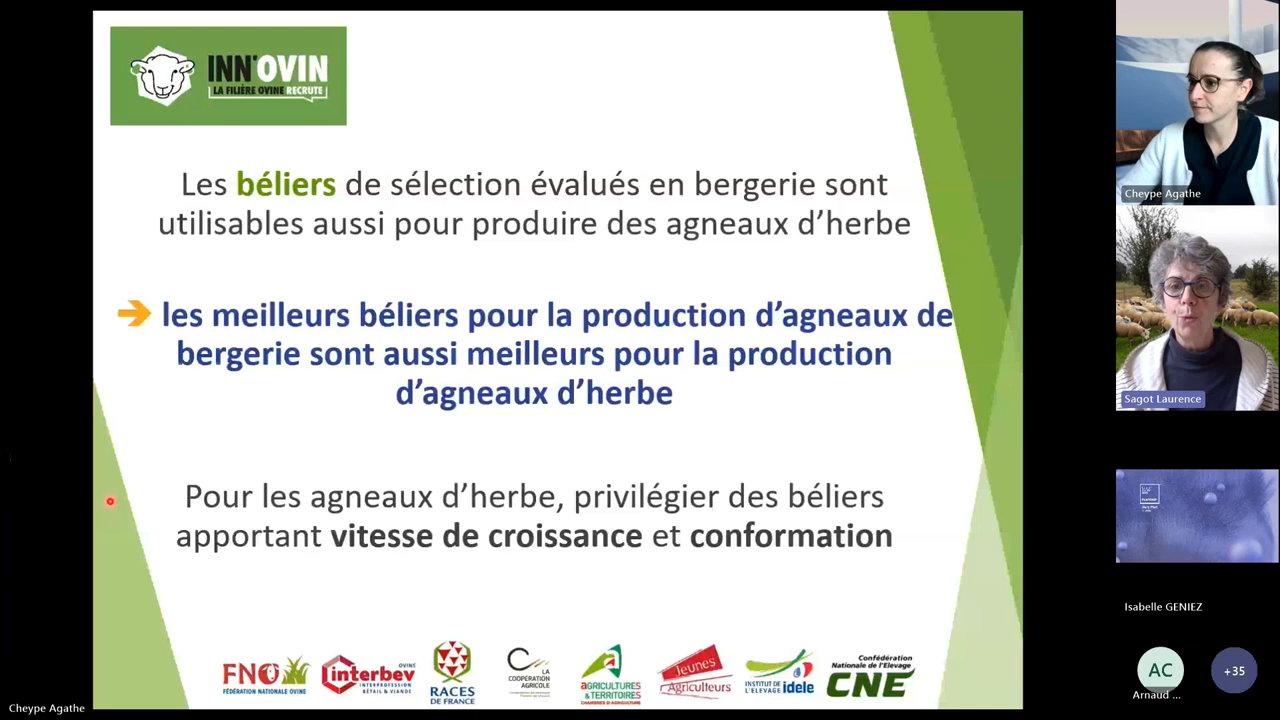 INN'OVIN
LA FILIÈRE OVINE RECRUTE
Les béliers de sélection évalués en bergerie sont
utilisables aussi pour produire des agneaux d'herbe
➔ les meilleurs béliers pour la production d'agneaux de
bergerie sont aussi meilleurs pour la production
d'agneaux d'herbe
Pour les agneaux d'herbe, privilégier des béliers
apportant vitesse de croissance et conformation
FNO
FÉDÉRATION NATIONALE OVINE
interbev OVINS
INTERPROFESSION
BÉTAIL & VIANDE
RACES
DE FRANCE
LA
COOPÉRATION
AGRICOLE
AGRICULTURES
& TERRITOIRES
CHAMBRES D'AGRICULTURE
Jeunes
Agriculteurs
INSTITUT DE
L'ELEVAGE idele
Confédération
Nationale de l'Elevage
CNE
Cheype Agathe
Cheype Agathe
Sagot Laurence
Isabelle GENIEZ
AC
Arnaud ...
+35